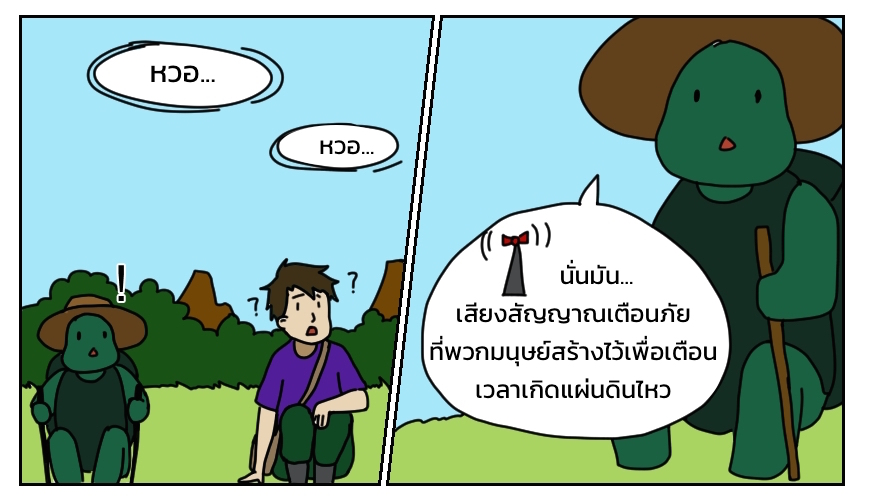 หวอ...
หวอ...
!
?
?
นั่นมัน...
เสียงสัญญาณเตือนภัย
ที่พวกมนุษย์สร้างไว้เพื่อเตือน
เวลาเกิดแผ่นดินไหว